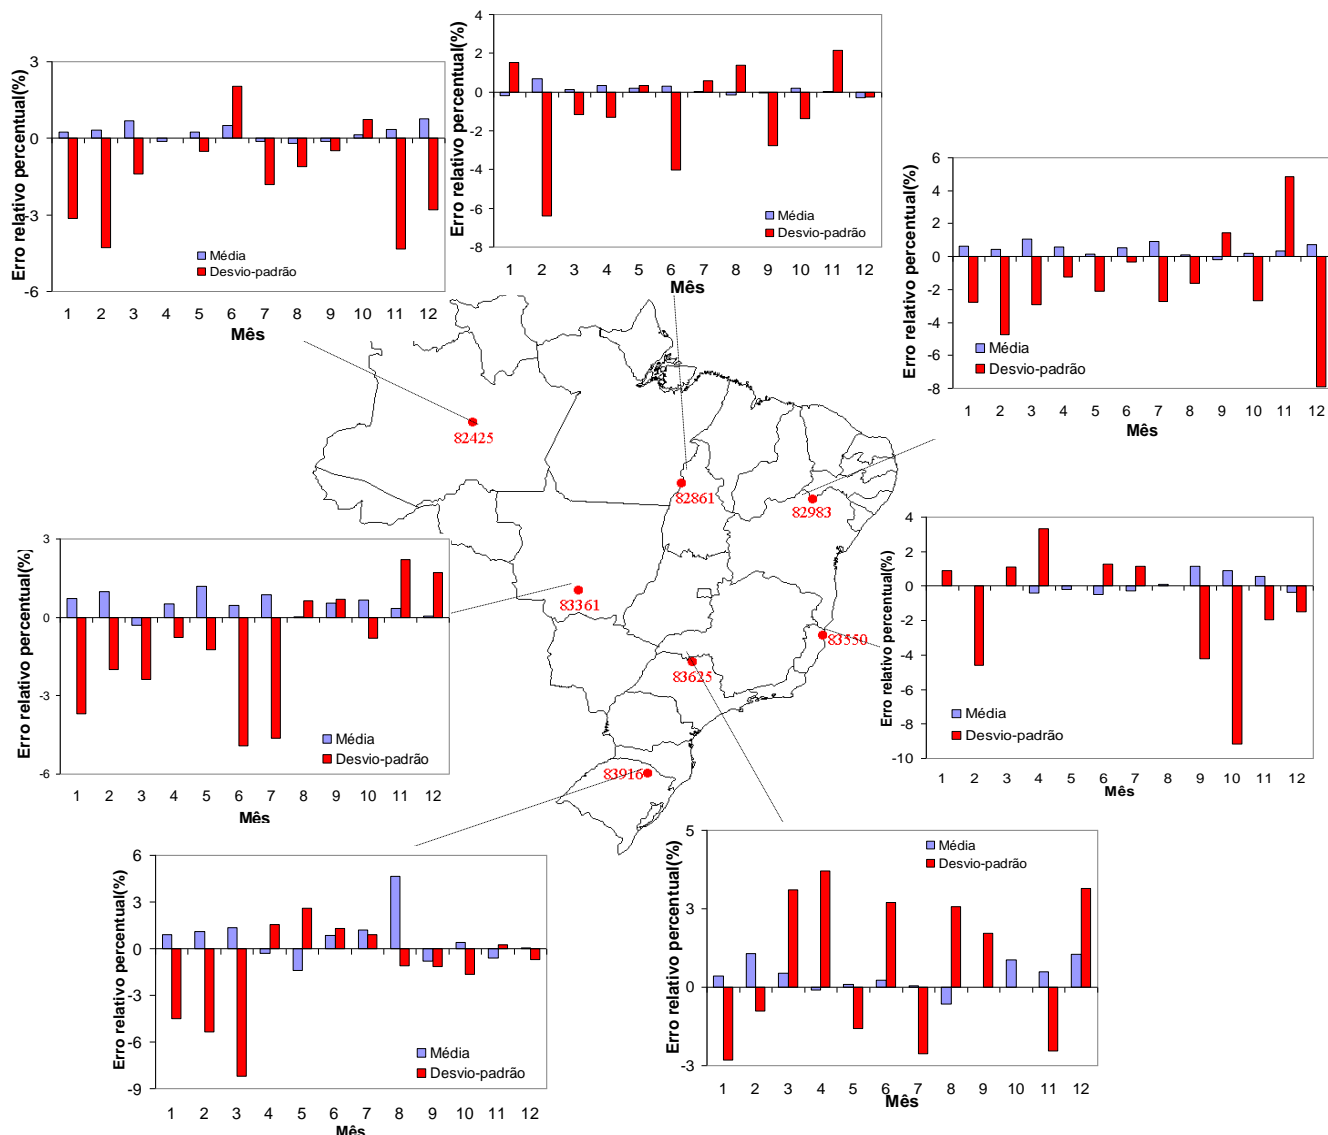 Erro relativo percentual(%)
3
0
-3
-6
Média
Desvio-padrão
1 2 3 4 5 6 7 8 9 10 11 12
Mês
Erro relativo percentual(%)
4
2
0
-2
-4
-6
-8
Média
Desvio-padrão
1 2 3 4 5 6 7 8 9 10 11 12
Mês
Erro relativo percentual(%)
6
4
2
0
-2
-4
-6
-8
Média
Desvio-padrão
1 2 3 4 5 6 7 8 9 10 11 12
Mês
82425
82861
82983
83361
83550
83625
83916
Erro relativo percentual(%)
3
0
-3
-6
Média
Desvio-padrão
1 2 3 4 5 6 7 8 9 10 11 12
Mês
Erro relativo percentual(%)
4
2
0
-2
-4
-6
-8
-10
Média
Desvio-padrão
1 2 3 4 5 6 7 8 9 10 11 12
Mês
Erro relativo percentual(%)
6
3
0
-3
-6
-9
Média
Desvio-padrão
1 2 3 4 5 6 7 8 9 10 11 12
Mês
Erro relativo percentual(%)
5
3
0
-3
Média
Desvio-padrão
1 2 3 4 5 6 7 8 9 10 11 12
Mês